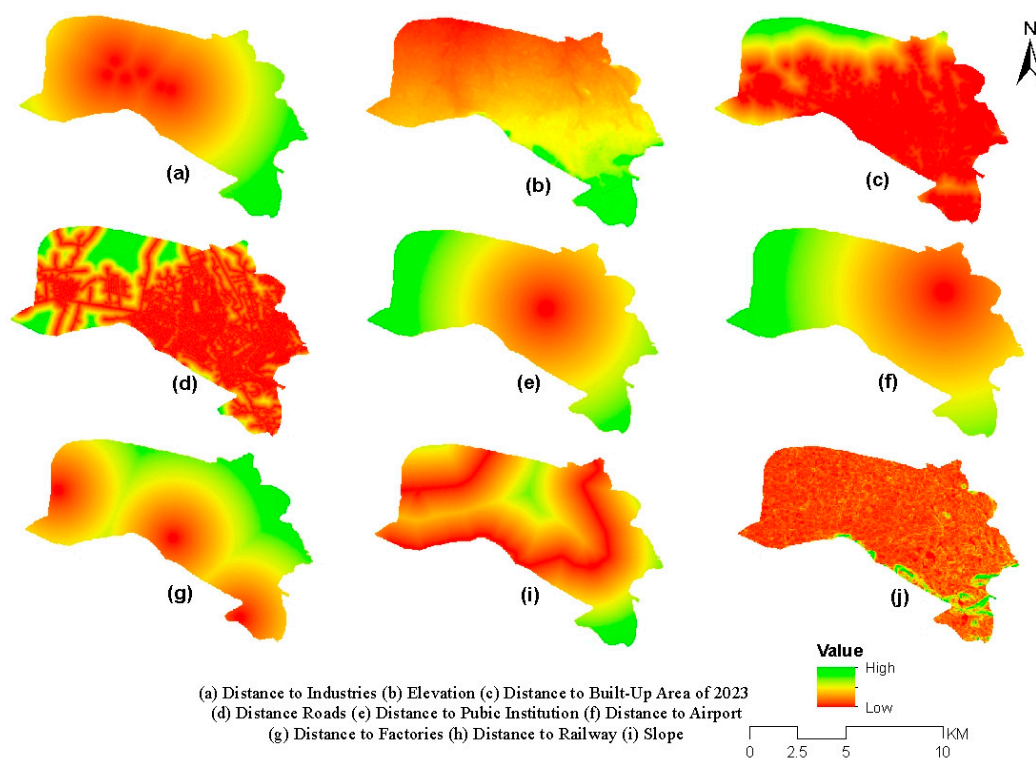 N
(a)
(b)
(c)
(d)
(e)
(f)
(g)
(i)
(j)
Value
High
Low
(a) Distance to Industries (b) Elevation (c) Distance to Built-Up Area of 2023
(d) Distance Roads (e) Distance to Pubic Institution (f) Distance to Airport
(g) Distance to Factories (h) Distance to Railway (i) Slope
KM
0 2.5 5 10